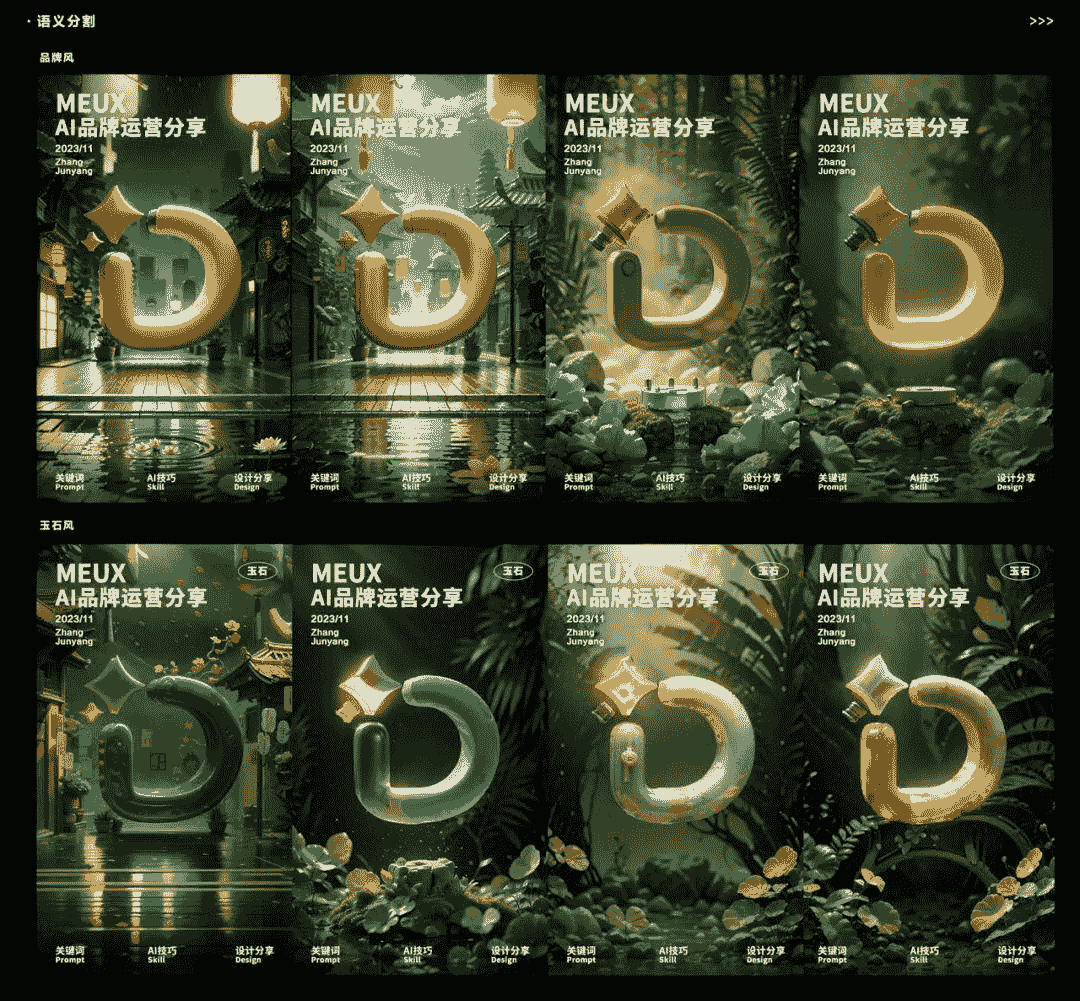 · 语义分割
>>>
品牌风
MEUX
AI品牌运营分享
2023/11
Zhang
Junyang
关键词
Prompt
AI技巧
Skill
设计分享
Design
MEUX
AI品牌运营分享
2023/11
Zhang
Junyang
关键词
Prompt
AI技巧
Skill
设计分享
Design
MEUX
AI品牌运营分享
2023/11
Zhang
Junyang
关键词
Prompt
AI技巧
Skill
设计分享
Design
MEUX
AI品牌运营分享
2023/11
Zhang
Junyang
关键词
Prompt
AI技巧
Skill
设计分享
Design
玉石风
MEUX
玉石
AI品牌运营分享
2023/11
Zhang
Junyang
关键词
Prompt
AI技巧
Skill
设计分享
Design
MEUX
玉石
AI品牌运营分享
2023/11
Zhang
Junyang
关键词
Prompt
AI技巧
Skill
设计分享
Design
MEUX
玉石
AI品牌运营分享
2023/11
Zhang
Junyang
关键词
Prompt
AI技巧
Skill
设计分享
Design
MEUX
玉石
AI品牌运营分享
2023/11
Zhang
Junyang
关键词
Prompt
AI技巧
Skill
设计分享
Design